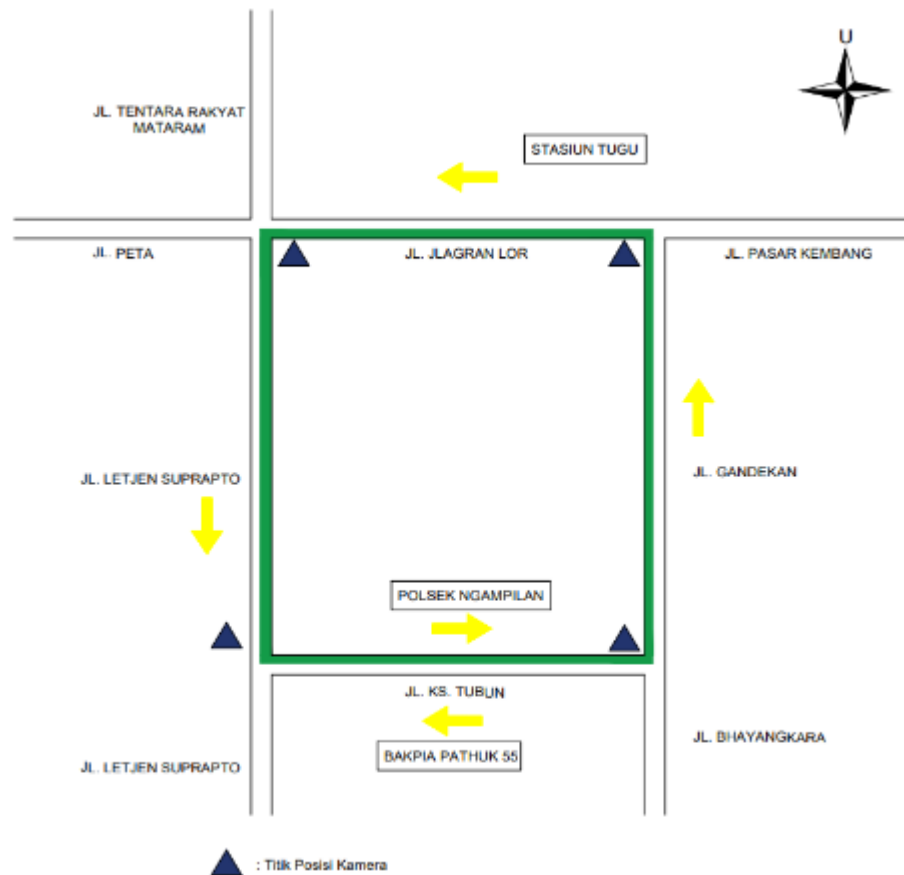 U
JL. TENTARA RAKYAT
MATARAM
STASIUN TUGU
JL. PETA
JL. JLAGRAN LOR
JL. PASAR KEMBANG
JL. LETJEN SUPRAPTO
JL. GANDEKAN
POLSEK NGAMPILAN
JL. KS. TUBUN
JL. BHAYANGKARA
BAKPIA PATHUK 55
JL. LETJEN SUPRAPTO
: Titik Posisi Kamera